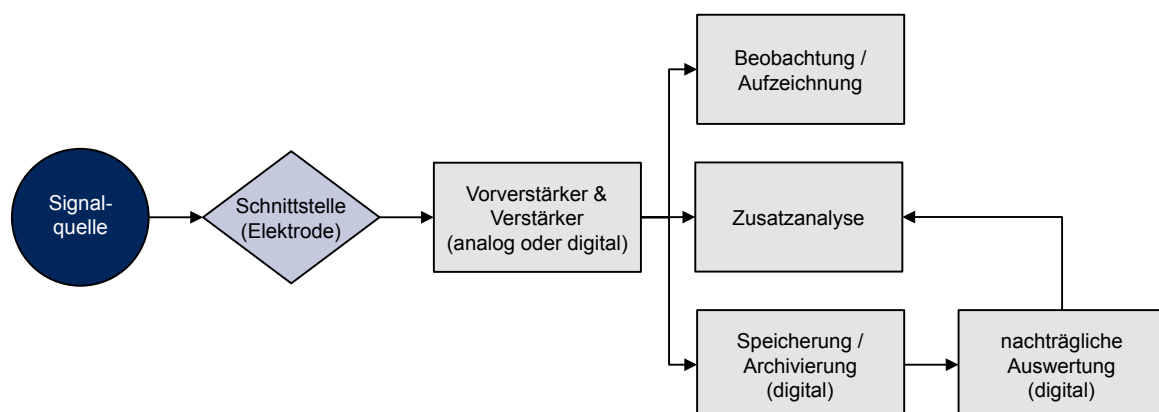 Signal-
quelle
Schnittstelle
(Elektrode)
Vorverstärker &
Verstärker
(analog oder digital)
Beobachtung /
Aufzeichnung
Zusatzanalyse
Speicherung /
Archivierung
(digital)
nachträgliche
Auswertung
(digital)